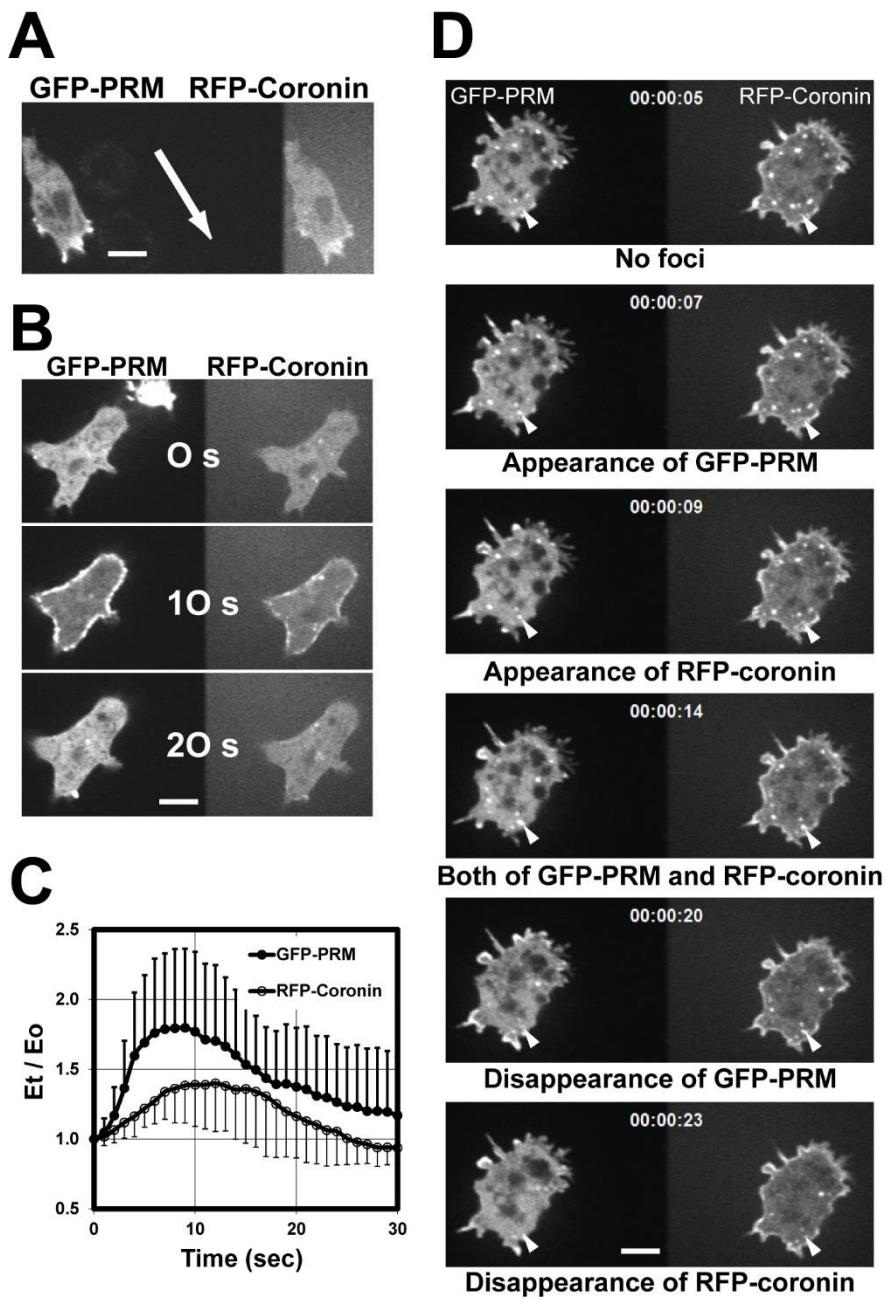 A
GFP-PRM RFP-Coronin
B
GFP-PRM RFP-Coronin
0 s
10 s
20 s
C
2.5
2.0
1.5
1.0
0.5
Et / Eo
GFP-PRM
RFP-Coronin
0 10 20 30
Time (sec)
D
GFP-PRM 00:00:05 RFP-Coronin
No foci
00:00:07
Appearance of GFP-PRM
00:00:09
Appearance of RFP-coronin
00:00:14
Both of GFP-PRM and RFP-coronin
00:00:20
Disappearance of GFP-PRM
00:00:23
Disappearance of RFP-coronin